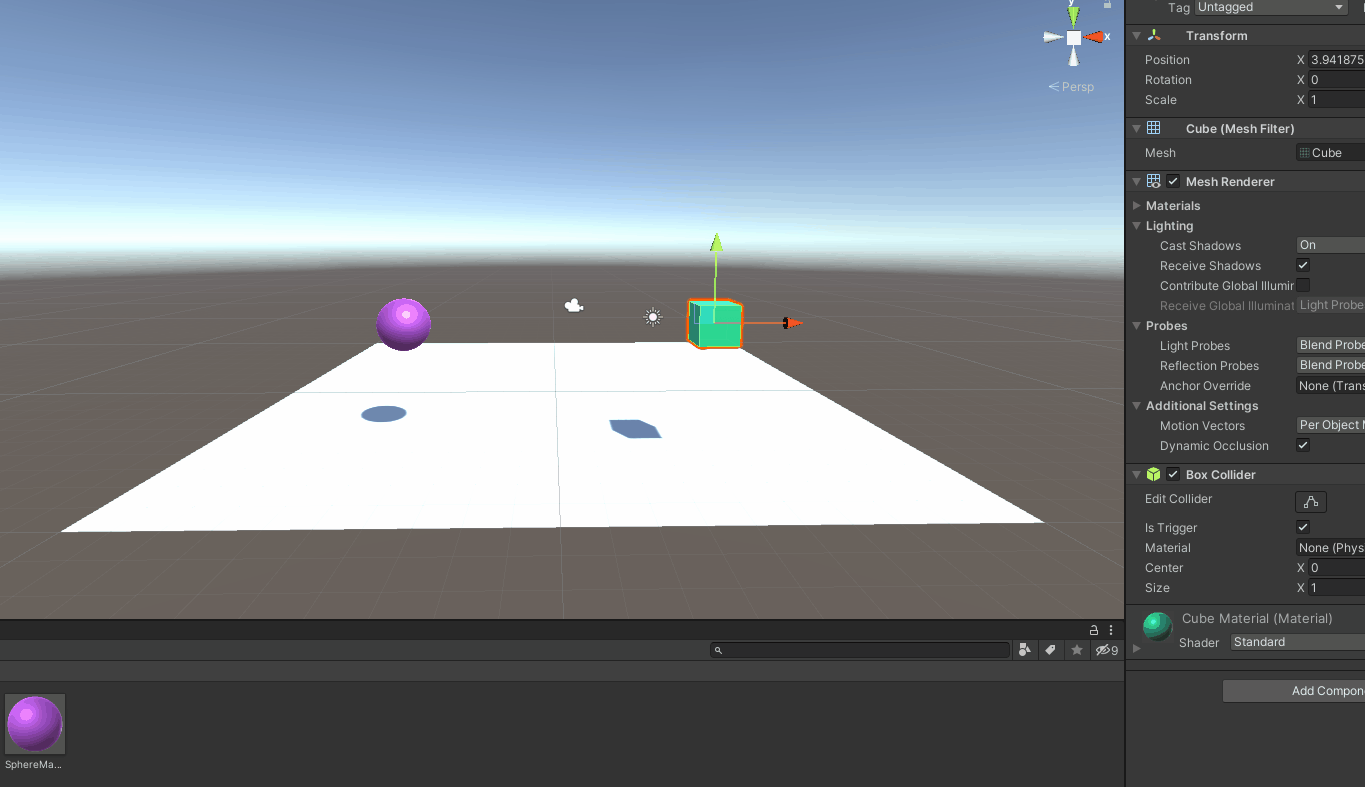 y
x
< Persp
9
SphereMa...
Tag Untagged
Transform
Position X 3.941875
Rotation X 0
Scale X 1
Cube (Mesh Filter)
Mesh Cube
Mesh Renderer
Materials
Lighting
Cast Shadows On
Receive Shadows
Contribute Global Illumir
Receive Global Illuminat Light Probe
Probes
Light Probes Blend Probe
Reflection Probes Blend Probe
Anchor Override None (Trans
Additional Settings
Motion Vectors Per Object M
Dynamic Occlusion
Box Collider
Edit Collider
Is Trigger
Material None (Phys
Center X 0
Size X 1
Cube Material (Material)
Shader Standard
Add Compon